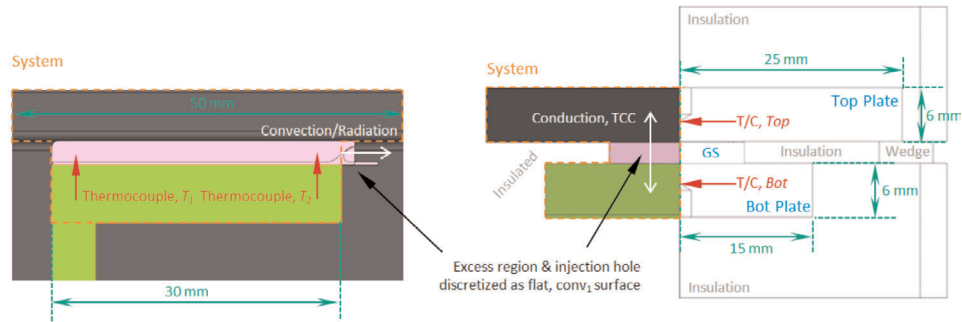 System
50 mm
Convection/Radiation
Thermocouple, T1 Thermocouple, T2
30 mm
Excess region & injection hole
discretized as flat, conv1 surface
System
Insulation
25 mm
Conduction, TCC
Top Plate
T/C, Top
6 mm
Insulated
GS
Insulation
Wedge
T/C, Bot
Bot Plate
6 mm
15 mm
Insulation